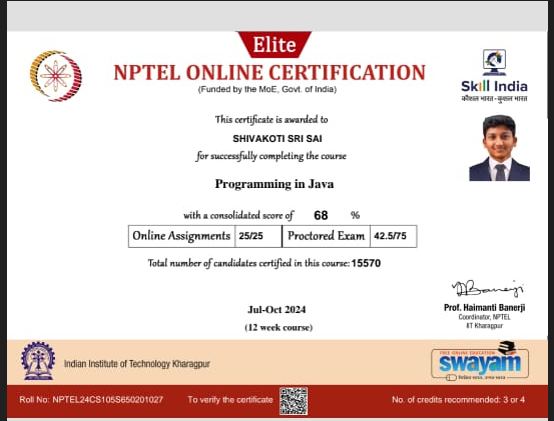 Elite
NPTEL ONLINE CERTIFICATION
(Funded by the MoE, Govt. of India)
Skill India
कौशल भारत - कुशल भारत
This certificate is awarded to
SHIVAKOTI SRI SAI
for successfully completing the course
Programming in Java
with a consolidated score of 68 %
Online Assignments 25/25 Proctored Exam 42.5/75
Total number of candidates certified in this course: 15570
Jul-Oct 2024
(12 week course)
Prof. Haimanti Banerji
Coordinator, NPTEL
IIT Kharagpur
Indian Institute of Technology Kharagpur
FREE ONLINE EDUCATION
swayam
शिक्षित भारत, उन्नत भारत
Roll No: NPTEL24CS105S650201027 To verify the certificate No. of credits recommended: 3 or 4